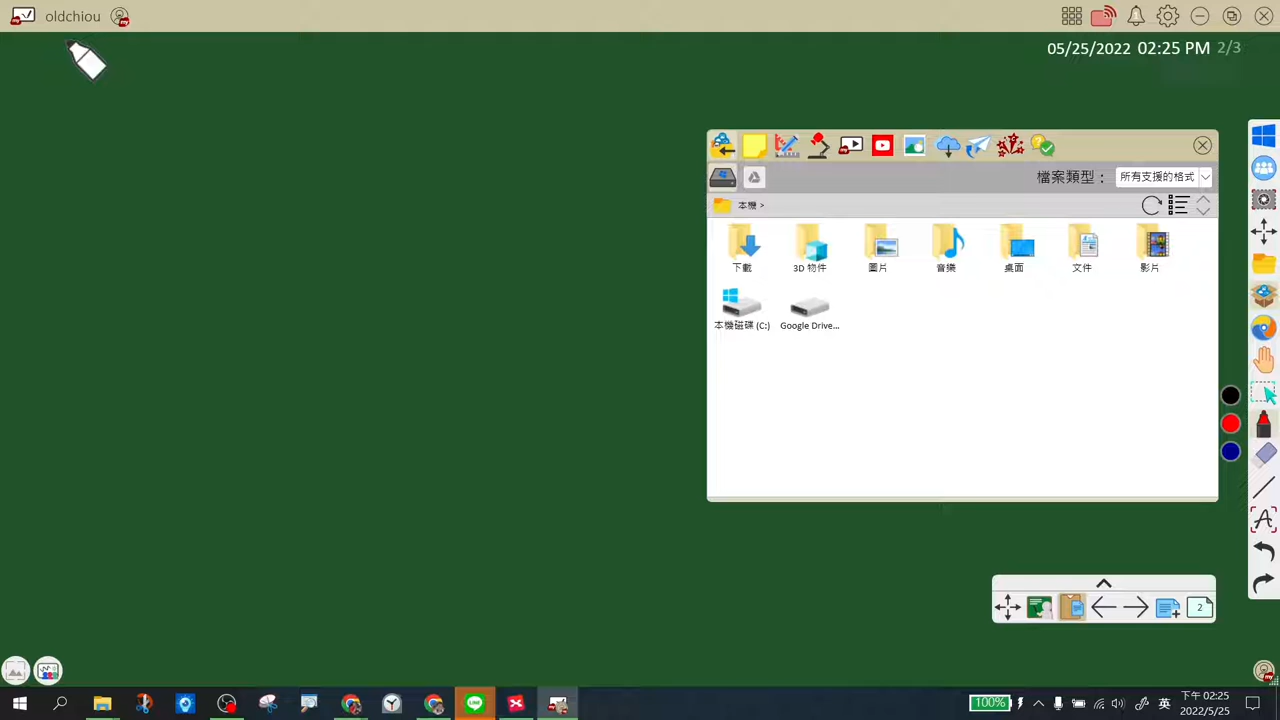 oldchiou
05/25/2022 02:25 PM 2/3
檔案類型：
所有支援的格式
本機 >
下載
3D 物件
圖片
音樂
桌面
文件
影片
本機磁碟 (C:)
Google Drive...
2
100%
英
下午 02:25
2022/5/25
LINE